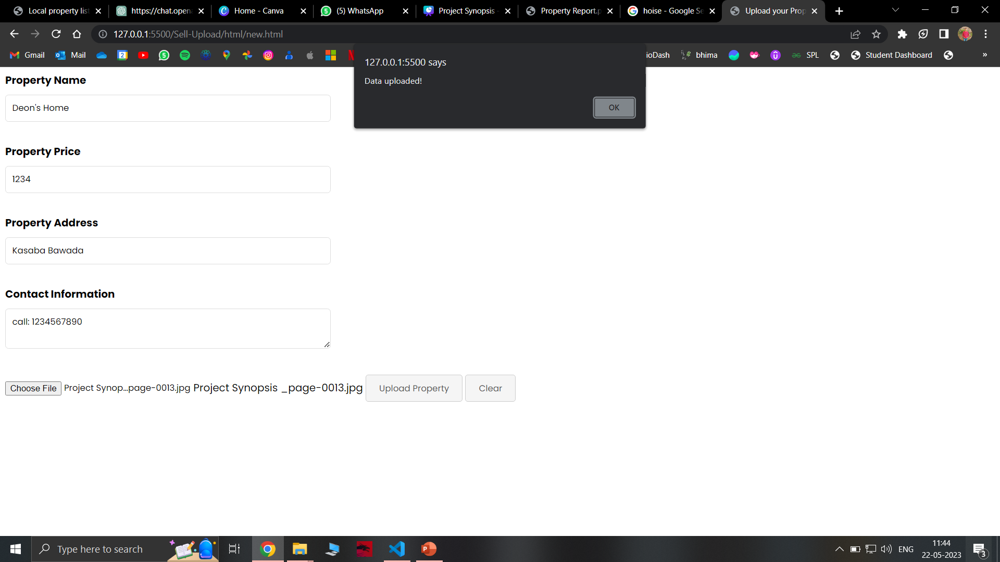 Local property list
https://chat.opena
Home - Canva
(5) WhatsApp
Project Synopsis -
Property Report.p
hoise - Google Se
Upload your Prop
127.0.0.1:5500/Sell-Upload/html/new.html
Gmail
Mail
2
5
ioDash
bhima
SPL
Student Dashboard
»
127.0.0.1:5500 says
Data uploaded!
OK
Property Name
Deon's Home
Property Price
1234
Property Address
Kasaba Bawada
Contact Information
call: 1234567890
Choose File Project Synop...page-0013.jpg Project Synopsis _page-0013.jpg Upload Property Clear
Type here to search
ENG
11:44
22-05-2023
3